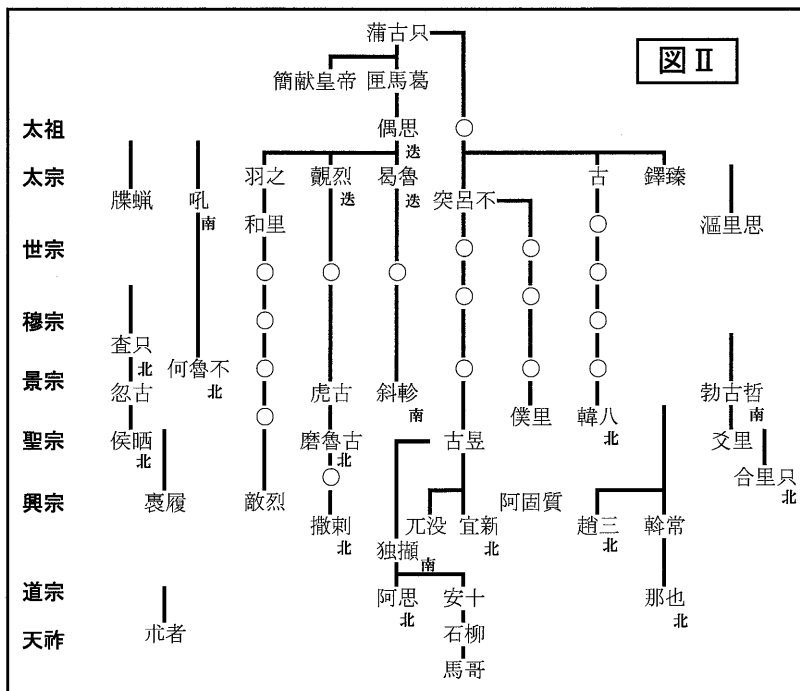 蒲古只
図Ⅱ
簡献皇帝 匣馬葛
太祖 偶思 迭 ○
太宗 牒蝋 吼 南 羽之 覿烈 迭 曷魯 迭 突呂不 古 鐸臻 漚里思
和里 ○
世宗 ○ ○
○ ○ ○ ○
○ ○
穆宗 ○ ○
査只 北
何魯不 北 ○ ○ ○ ○
景宗 忽古 虎古 斜軫 南 僕里 韓八 北 勃古哲 南
○
聖宗 侯哂 北 磨魯古 北 古昱 爻里
合里只 北
○
興宗 裹履 敵烈 撒剌 北 兀没 宜新 北 阿固質 趙三 北 斡常
独攧 南
道宗 阿思 北 安十 那也 北
天祚 朮者 石柳
馬哥